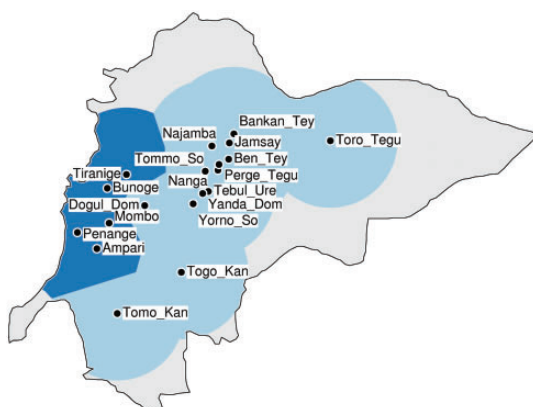 Bankan_Tey
Najamba
Jamsay
Toro_Tegu
Tommo_So
Ben_Tey
Tiranige
Perge_Tegu
Nanga
Bunoge
Tebul_Ure
Dogul_Dom
Yanda_Dom
Mombo
Yorno_So
Penange
Ampari
Togo_Kan
Tomo_Kan